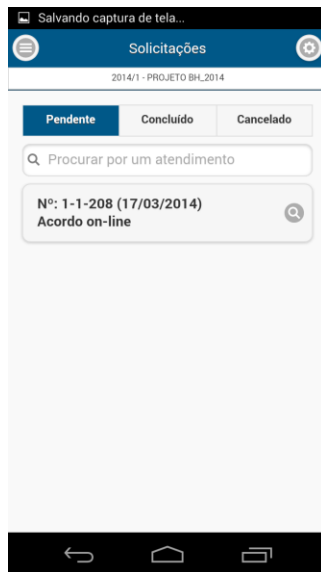 Salvando captura de tela...
Solicitações
2014/1 - PROJETO BH_2014
Pendente Concluído Cancelado
Procurar por um atendimento
Nº: 1-1-208 (17/03/2014)
Acordo on-line